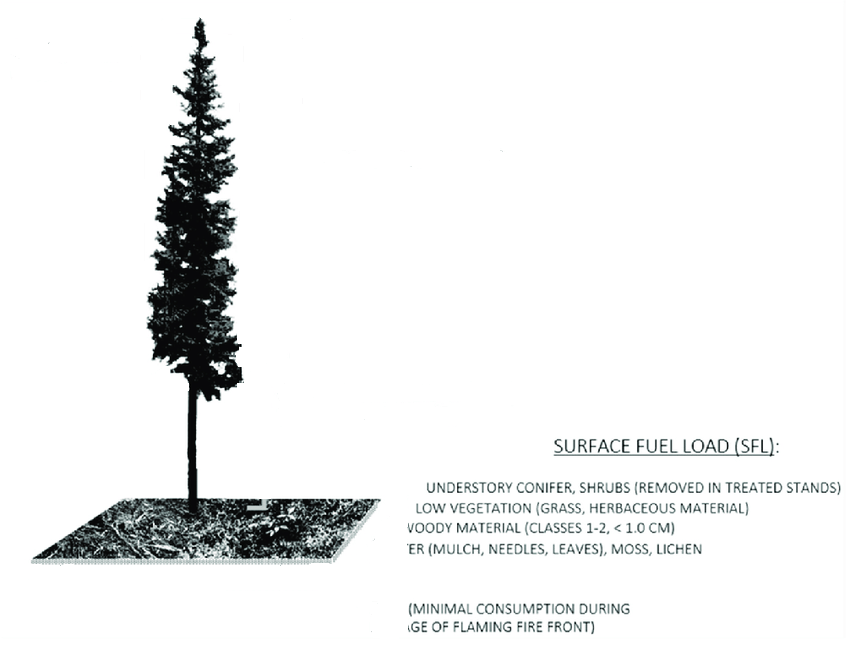 SURFACE FUEL LOAD (SFL):
UNDERSTORY CONIFER, SHRUBS (REMOVED IN TREATED STANDS)
LOW VEGETATION (GRASS, HERBACEOUS MATERIAL)
MATERIAL (CLASSES 1-2, < 1.0 CM)
(MULCH, NEEDLES, LEAVES), MOSS, LICHEN
(MINIMAL CONSUMPTION DURING
OF FLAMING FIRE FRONT)